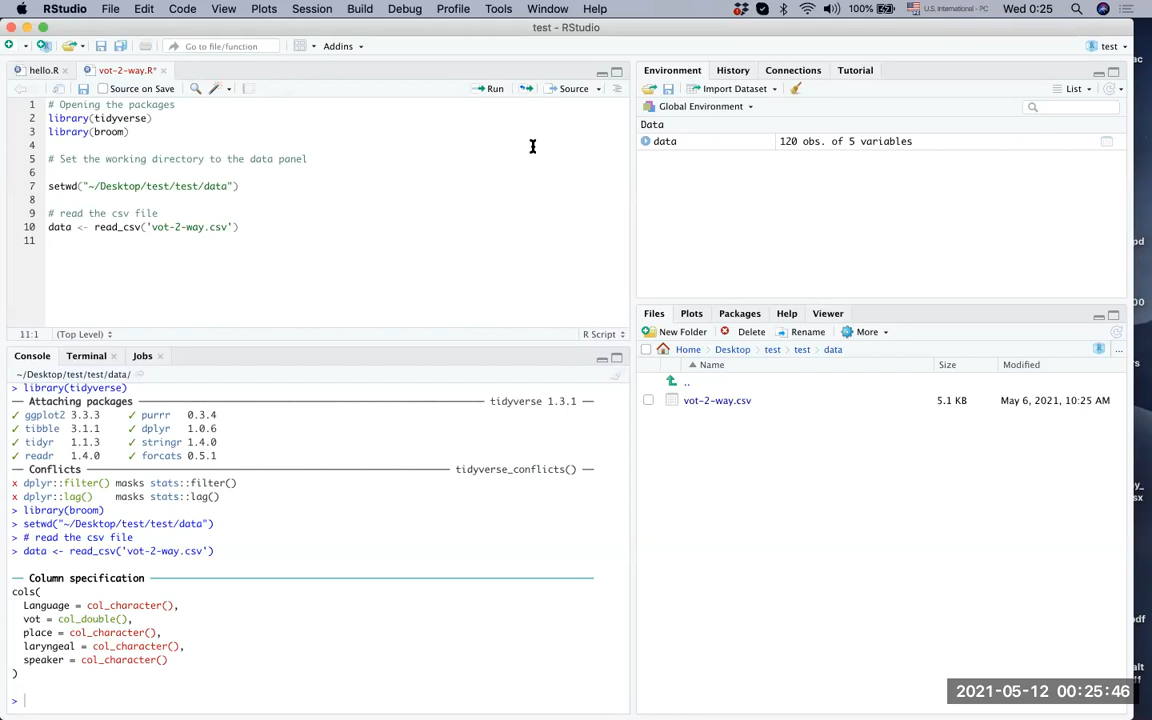 RStudio File Edit Code View Plots Session Build Debug Profile Tools Window Help 100% U.S. International - PC Wed 0:25
test - RStudio
Go to file/function Addins test
hello.R vot-2-way.R*
Source on Save Run Source
1 # Opening the packages
2 library(tidyverse)
3 library(broom)
4
5 # Set the working directory to the data panel
6
7 setwd("~/Desktop/test/test/data")
8
9 # read the csv file
10 data <- read_csv('vot-2-way.csv')
11
11:1 (Top Level) R Script
Console Terminal Jobs
~/Desktop/test/test/data/
> library(tidyverse)
— Attaching packages — tidyverse 1.3.1 —
✓ ggplot2 3.3.3 ✓ purrr 0.3.4
✓ tibble 3.1.1 ✓ dplyr 1.0.6
✓ tidyr 1.1.3 ✓ stringr 1.4.0
✓ readr 1.4.0 ✓ forcats 0.5.1
— Conflicts — tidyverse_conflicts() —
x dplyr::filter() masks stats::filter()
x dplyr::lag() masks stats::lag()
> library(broom)
> setwd("~/Desktop/test/test/data")
> # read the csv file
> data <- read_csv('vot-2-way.csv')
— Column specification —
cols(
Language = col_character(),
vot = col_double(),
place = col_character(),
laryngeal = col_character(),
speaker = col_character()
)
>
Environment History Connections Tutorial
Import Dataset List
Global Environment
Data
data 120 obs. of 5 variables
Files Plots Packages Help Viewer
New Folder Delete Rename More
Home Desktop test test data ...
Name Size Modified
..
vot-2-way.csv 5.1 KB May 6, 2021, 10:25 AM
2021-05-12 00:25:46